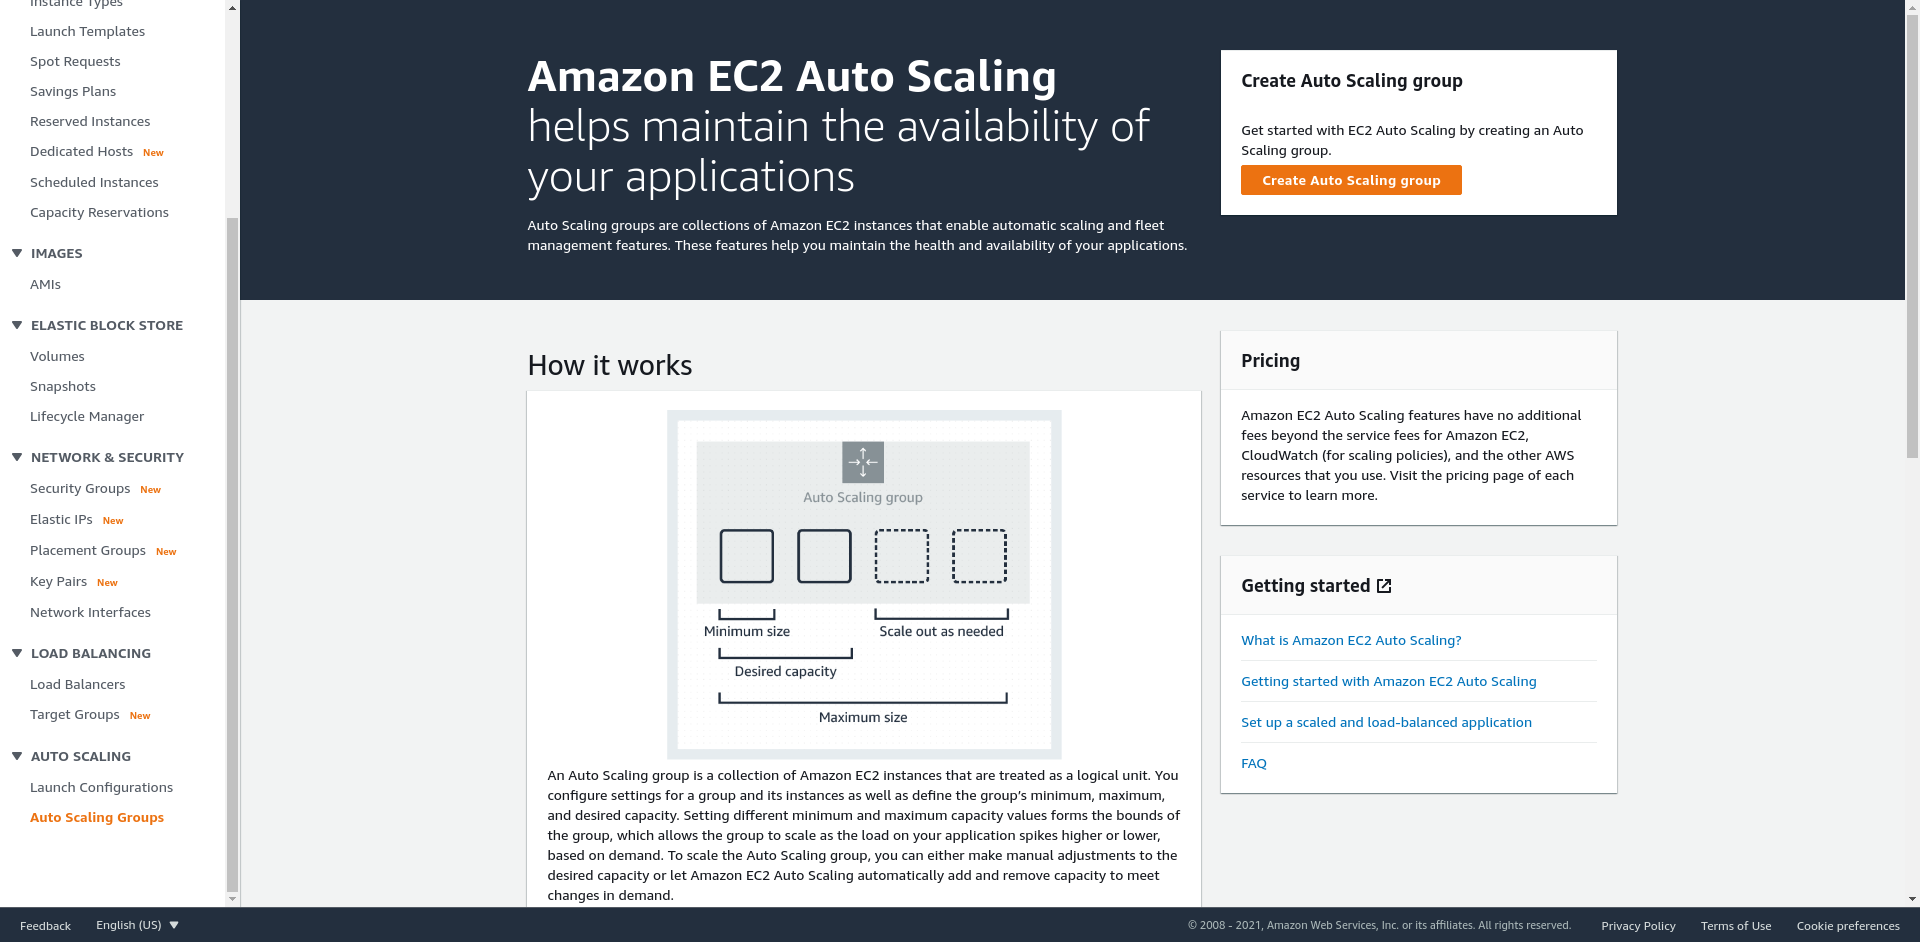 Instance Types
Launch Templates
Spot Requests
Savings Plans
Reserved Instances
Dedicated Hosts New
Scheduled Instances
Capacity Reservations
IMAGES
AMIs
ELASTIC BLOCK STORE
Volumes
Snapshots
Lifecycle Manager
NETWORK & SECURITY
Security Groups New
Elastic IPs New
Placement Groups New
Key Pairs New
Network Interfaces
LOAD BALANCING
Load Balancers
Target Groups New
AUTO SCALING
Launch Configurations
Auto Scaling Groups
Amazon EC2 Auto Scaling
helps maintain the availability of
your applications
Auto Scaling groups are collections of Amazon EC2 instances that enable automatic scaling and fleet
management features. These features help you maintain the health and availability of your applications.
Create Auto Scaling group
Get started with EC2 Auto Scaling by creating an Auto
Scaling group.
Create Auto Scaling group
How it works
Auto Scaling group
Minimum size
Scale out as needed
Desired capacity
Maximum size
An Auto Scaling group is a collection of Amazon EC2 instances that are treated as a logical unit. You
configure settings for a group and its instances as well as define the group’s minimum, maximum,
and desired capacity. Setting different minimum and maximum capacity values forms the bounds of
the group, which allows the group to scale as the load on your application spikes higher or lower,
based on demand. To scale the Auto Scaling group, you can either make manual adjustments to the
desired capacity or let Amazon EC2 Auto Scaling automatically add and remove capacity to meet
changes in demand.
Pricing
Amazon EC2 Auto Scaling features have no additional
fees beyond the service fees for Amazon EC2,
CloudWatch (for scaling policies), and the other AWS
resources that you use. Visit the pricing page of each
service to learn more.
Getting started
What is Amazon EC2 Auto Scaling?
Getting started with Amazon EC2 Auto Scaling
Set up a scaled and load-balanced application
FAQ
Feedback
English (US)
© 2008 - 2021, Amazon Web Services, Inc. or its affiliates. All rights reserved.
Privacy Policy
Terms of Use
Cookie preferences